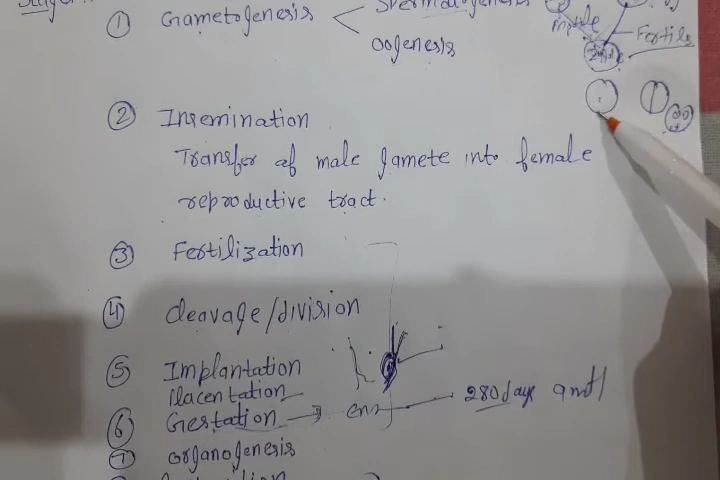 ① Gametogenesis
oogenesis
male
Fertile
② Insemination
Transfer of male gamete into female
reproductive tract.
③ Fertilization
④ cleavage/division
⑤ Implantation
placentation
⑥ Gestation → 280 days
⑦ organogenesis